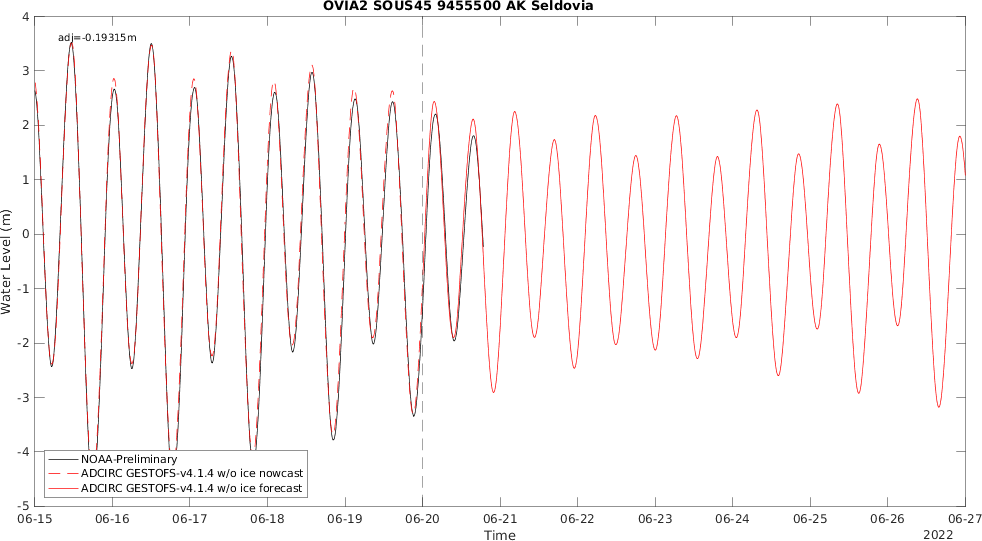 OVIA2 SOUS45 9455500 AK Seldovia
adj=-0.19315m
4
3
2
1
0
-1
-2
-3
-4
-5
Water Level (m)
NOAA-Preliminary
ADCIRC GESTOFS-v4.1.4 w/o ice nowcast
ADCIRC GESTOFS-v4.1.4 w/o ice forecast
06-15 06-16 06-17 06-18 06-19 06-20 06-21 06-22 06-23 06-24 06-25 06-26 06-27
Time
2022